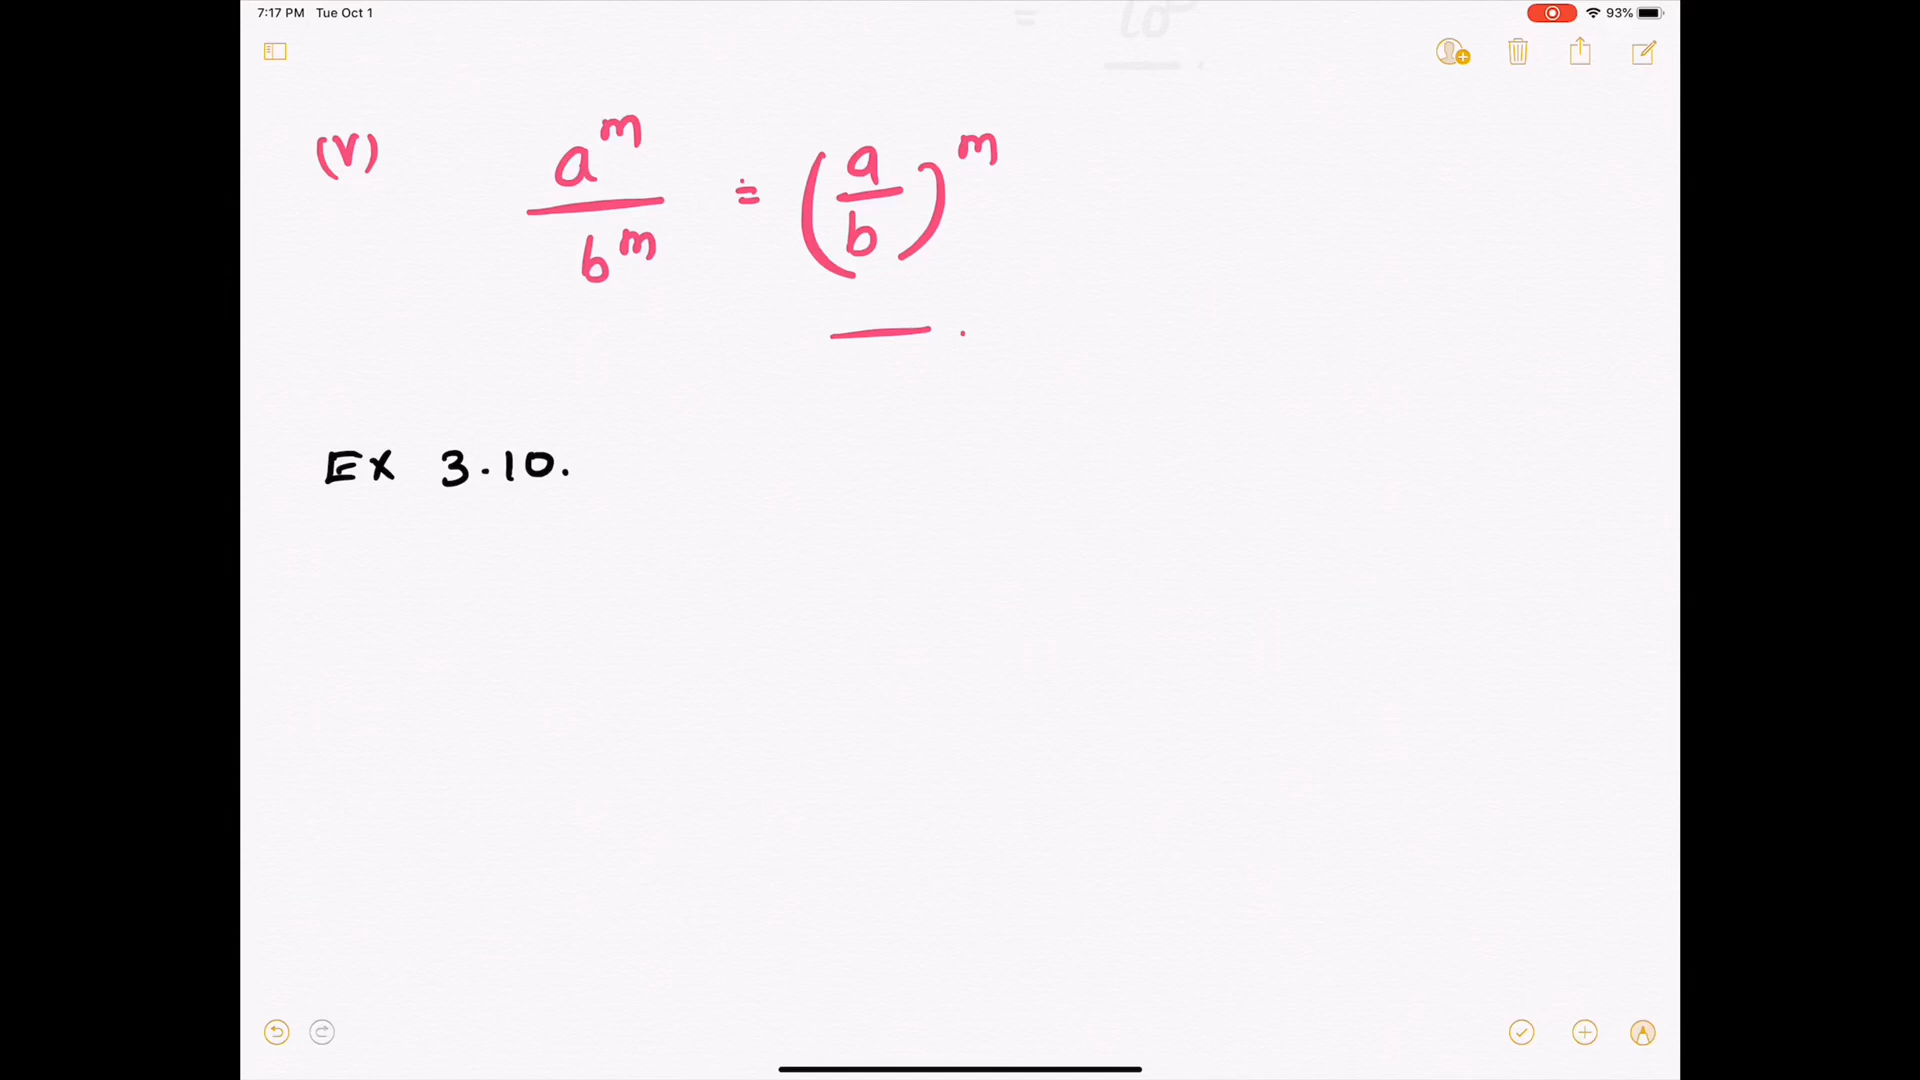 7:17 PM Tue Oct 1
93%
(V) a^m / b^m = (a/b)^m
EX 3.10.